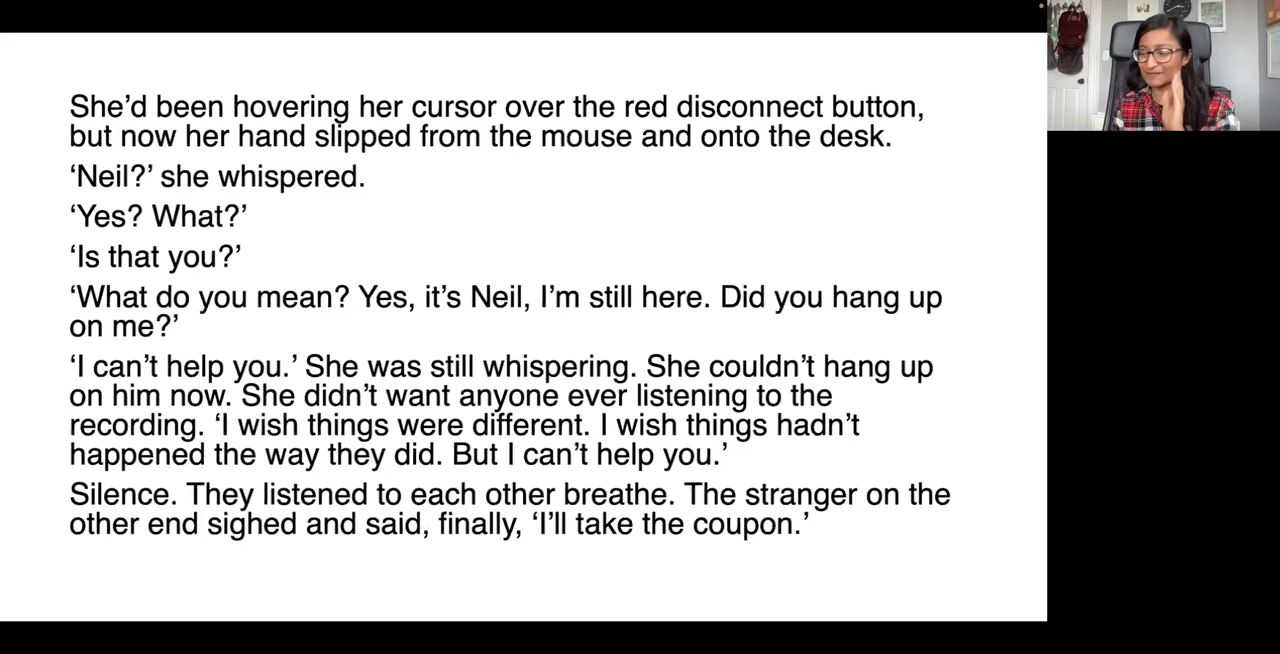 She’d been hovering her cursor over the red disconnect button,
but now her hand slipped from the mouse and onto the desk.
‘Neil?’ she whispered.
‘Yes? What?’
‘Is that you?’
‘What do you mean? Yes, it’s Neil, I’m still here. Did you hang up
on me?’
‘I can’t help you.’ She was still whispering. She couldn’t hang up
on him now. She didn’t want anyone ever listening to the
recording. ‘I wish things were different. I wish things hadn’t
happened the way they did. But I can’t help you.’
Silence. They listened to each other breathe. The stranger on the
other end sighed and said, finally, ‘I’ll take the coupon.’